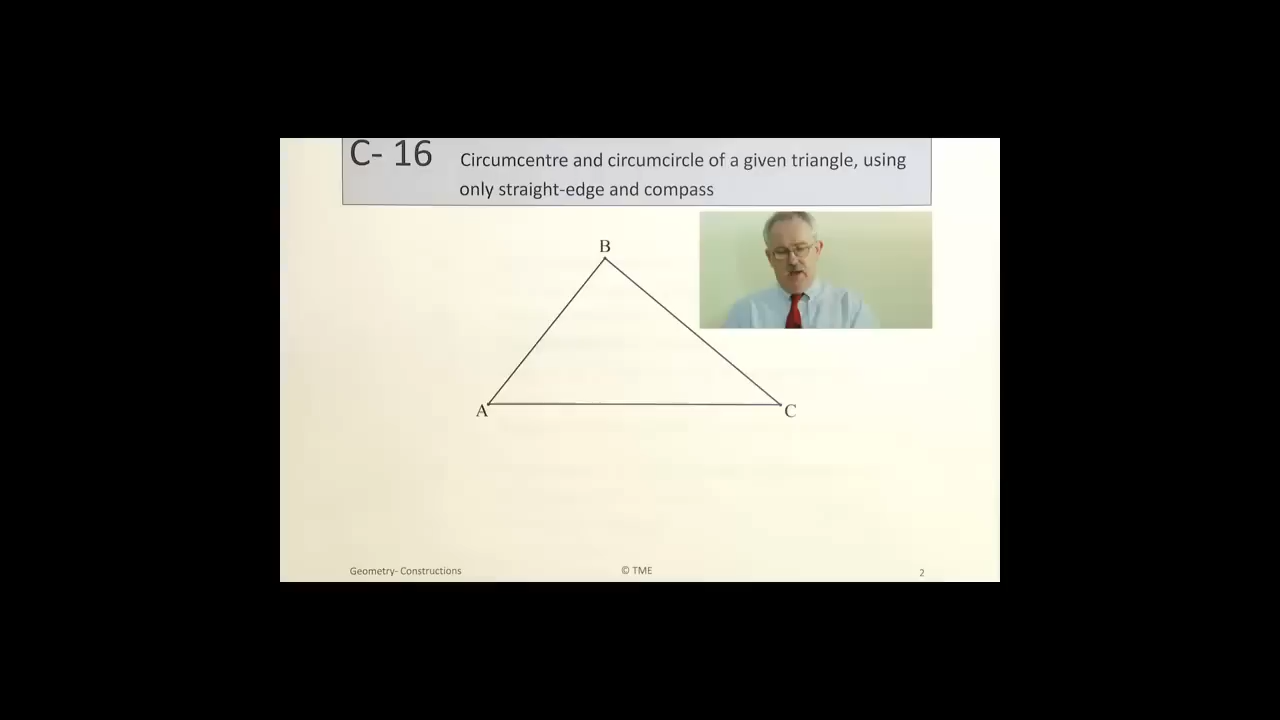 C- 16
Circumcentre and circumcircle of a given triangle, using
only straight-edge and compass
B
A
C
Geometry- Constructions
© TME
2